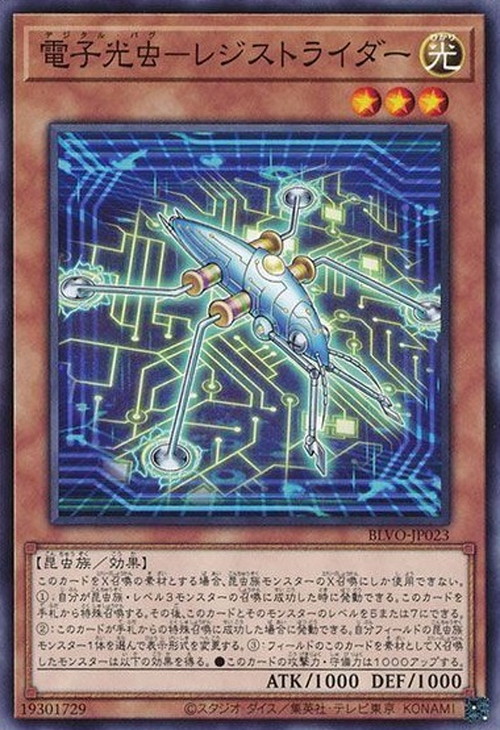 デジタル・バグ
電子光虫－レジストライダー
ひかり
光
BLVO-JP023
【昆虫族／効果】
このカードをX召喚の素材とする場合、昆虫族モンスターのX召喚にしか使用できない。
①：自分が昆虫族・レベル３モンスターの召喚に成功した時に発動できる。このカードを
手札から特殊召喚する。その後、このカードとそのモンスターのレベルを５または７にできる。
②：このカードが手札からの特殊召喚に成功した場合に発動できる。自分フィールドの昆虫族
モンスター１体を選んで表示形式を変更する。③：フィールドのこのカードを素材としてX召喚
したモンスターは以下の効果を得る。●このカードの攻撃力・守備力は１０００アップする。
ATK/1000 DEF/1000
19301729 ©スタジオ・ダイス／集英社・テレビ東京 KONAMI